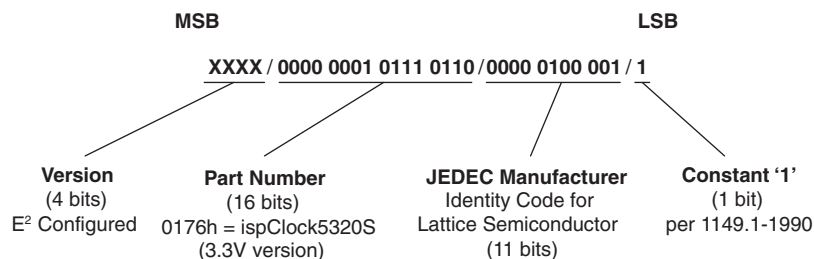 MSB LSB
XXXX / 0000 0001 0111 0110 / 0000 0100 001 / 1
Version
(4 bits)
E² Configured
Part Number
(16 bits)
0176h = ispClock5320S
(3.3V version)
JEDEC Manufacturer
Identity Code for
Lattice Semiconductor
(11 bits)
Constant ‘1’
(1 bit)
per 1149.1-1990